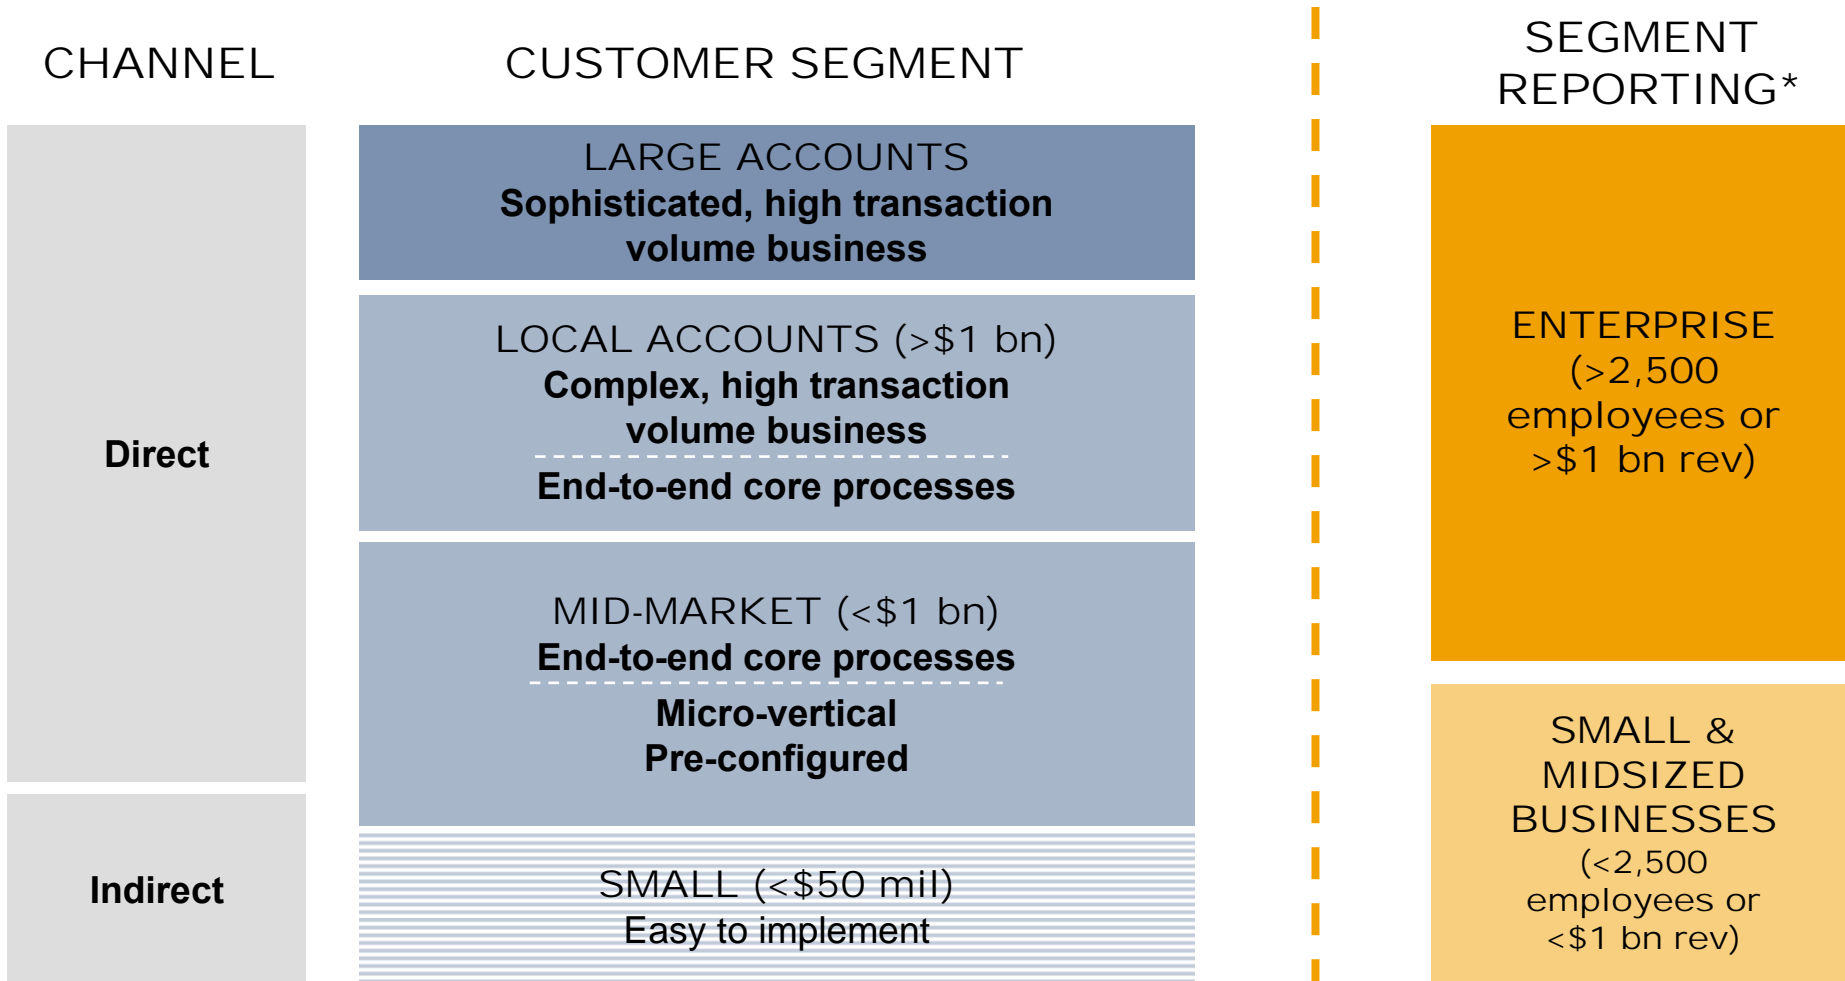 CHANNEL
CUSTOMER SEGMENT
SEGMENT
REPORTING*
Direct
Indirect
LARGE ACCOUNTS
Sophisticated, high transaction
volume business
LOCAL ACCOUNTS (>$1 bn)
Complex, high transaction
volume business
End-to-end core processes
MID-MARKET (<$1 bn)
End-to-end core processes
Micro-vertical
Pre-configured
SMALL (<$50 mil)
Easy to implement
ENTERPRISE
(>2,500
employees or
>$1 bn rev)
SMALL &
MIDSIZED
BUSINESSES
(<2,500
employees or
<$1 bn rev)